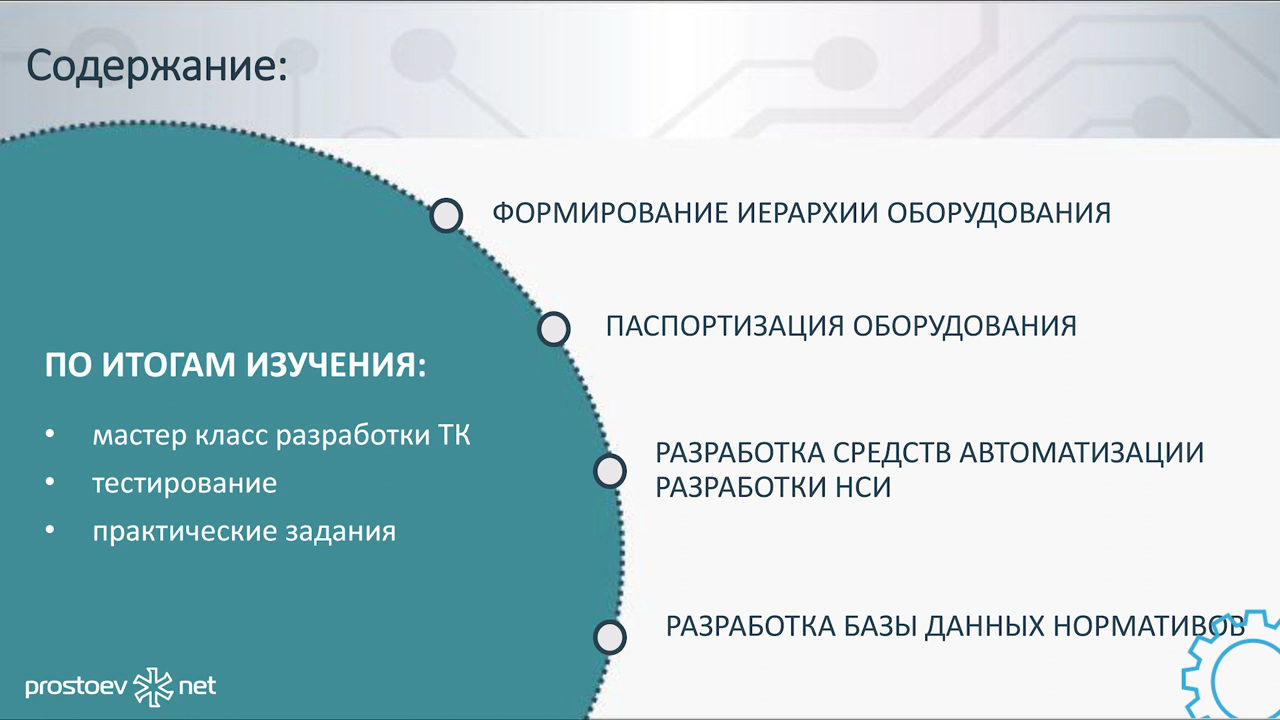 Содержание:
ФОРМИРОВАНИЕ ИЕРАРХИИ ОБОРУДОВАНИЯ
ПАСПОРТИЗАЦИЯ ОБОРУДОВАНИЯ
РАЗРАБОТКА СРЕДСТВ АВТОМАТИЗАЦИИ
РАЗРАБОТКИ НСИ
РАЗРАБОТКА БАЗЫ ДАННЫХ НОРМАТИВОВ
ПО ИТОГАМ ИЗУЧЕНИЯ:
• мастер класс разработки ТК
• тестирование
• практические задания
prostoev net